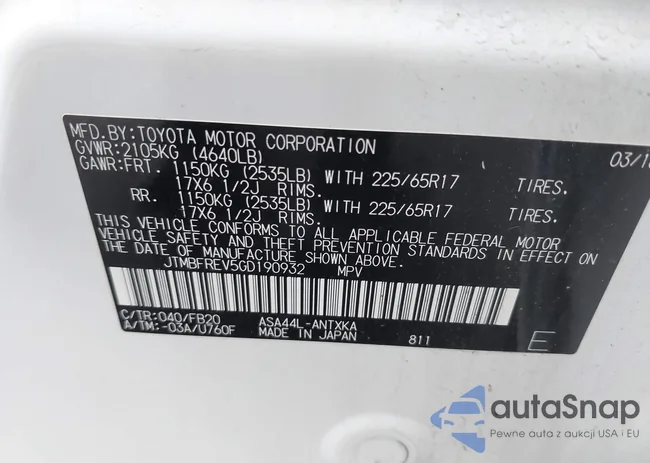 MFD.BY:TOYOTA MOTOR CORPORATION 03/16
GVWR:2105KG (4640LB)
GAWR:FRT. 1150KG (2535LB) WITH 225/65R17 TIRES.
17X6 1/2J RIMS.
RR. 1150KG (2535LB) WITH 225/65R17 TIRES.
17X6 1/2J RIMS.
THIS VEHICLE CONFORMS TO ALL APPLICABLE FEDERAL MOTOR
VEHICLE SAFETY AND THEFT PREVENTION STANDARDS IN EFFECT ON THE
DATE OF MANUFACTURE SHOWN ABOVE.
JTMBFREV5GD190932 MPV
C/TR:040/FB20 ASA44L-ANTXKA
A/TM:-03A/U760F MADE IN JAPAN 811 E
autaSnap
Pewne auta z aukcji USA i EU